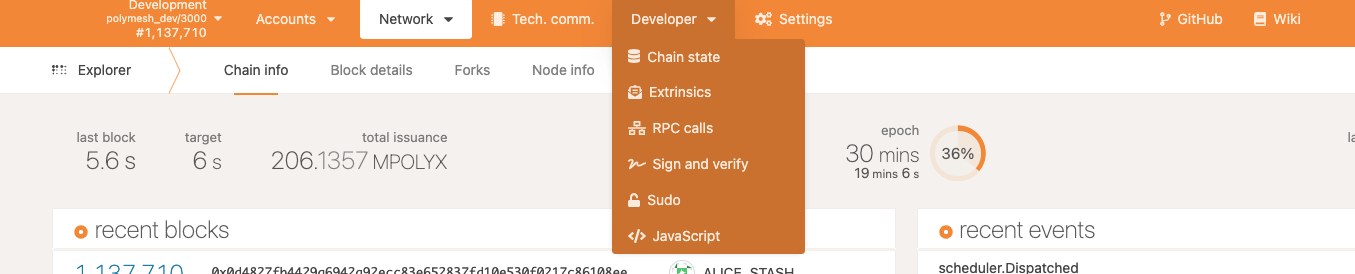 Development
polymesh_dev/3000
#1,137,710
Accounts
Network
Tech. comm.
Developer
Settings
GitHub
Wiki
Explorer
Chain info
Block details
Forks
Node info
Chain state
Extrinsics
RPC calls
Sign and verify
Sudo
JavaScript
last block
5.6 s
target
6 s
total issuance
206.1357 MPOLYX
epoch
30 mins
19 mins 6 s
36%
recent blocks
recent events
1,137,710
ALICE_STASH
scheduler.Dispatched